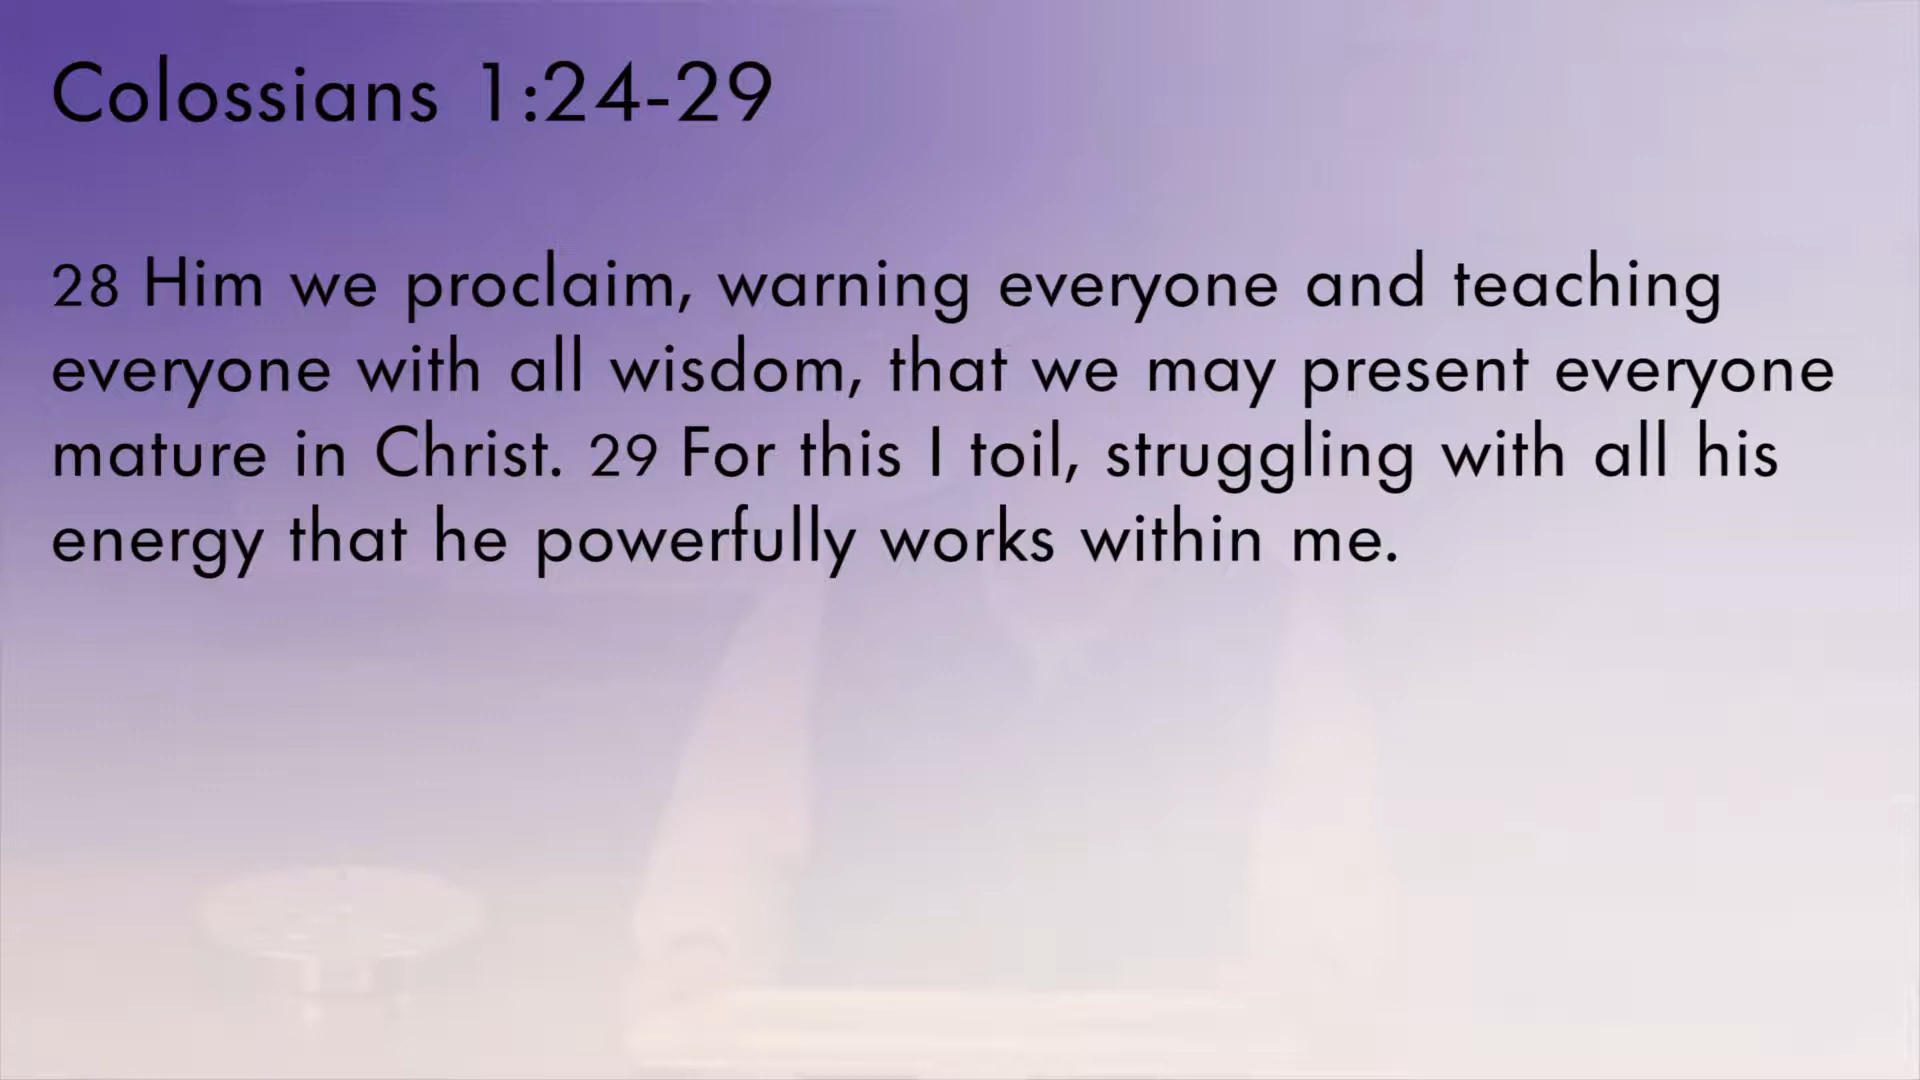 Colossians 1:24-29
28 Him we proclaim, warning everyone and teaching
everyone with all wisdom, that we may present everyone
mature in Christ. 29 For this I toil, struggling with all his
energy that he powerfully works within me.